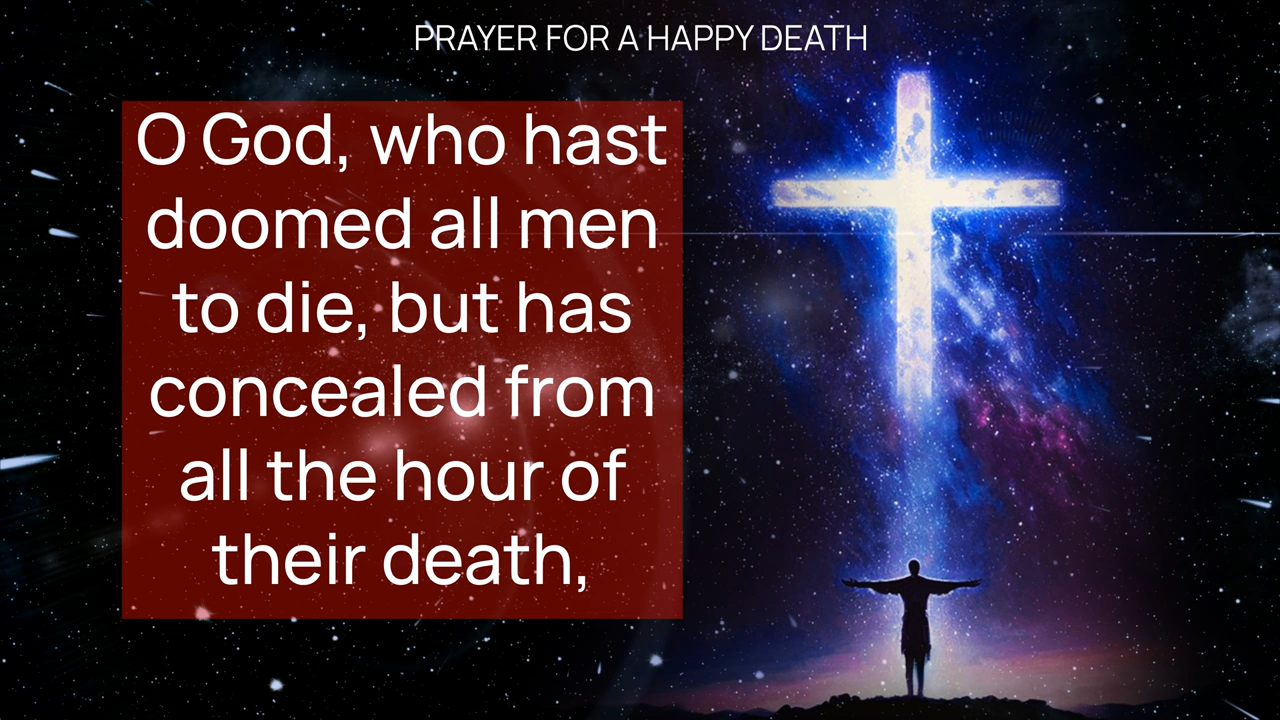 PRAYER FOR A HAPPY DEATH
O God, who hast
doomed all men
to die, but has
concealed from
all the hour of
their death,